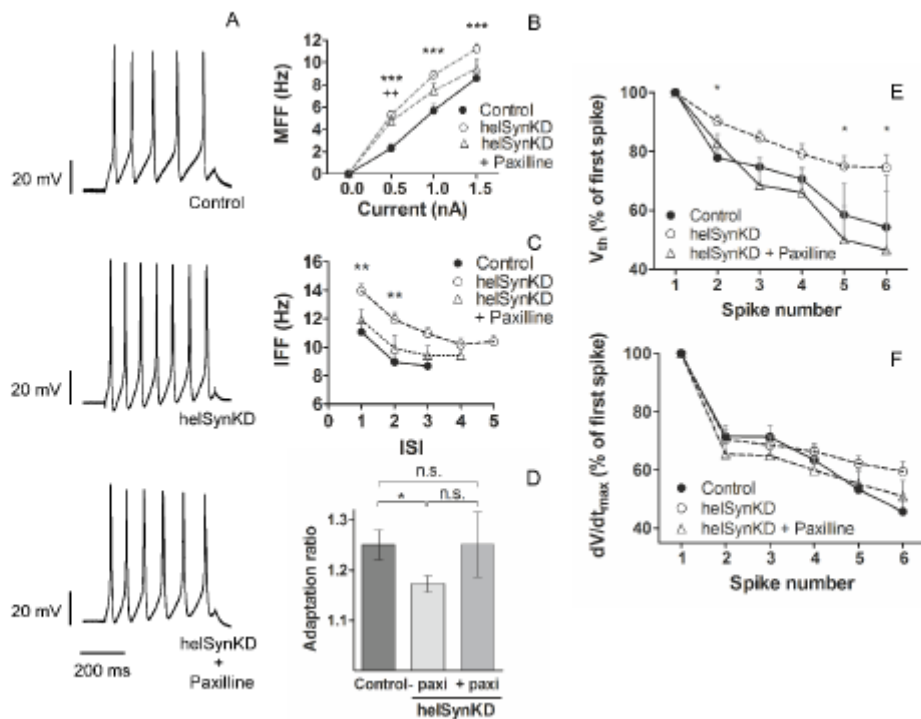 A
20 mV
Control
20 mV
helSynKD
20 mV
helSynKD
+
Paxilline
200 ms
B
MFF (Hz)
12
10
8
6
4
2
0
***
++
***
***
Control
helSynKD
helSynKD
+ Paxilline
0.0 0.5 1.0 1.5
Current (nA)
C
IFF (Hz)
16
14
12
10
8
6
**
**
Control
helSynKD
helSynKD
+ Paxilline
0 1 2 3 4 5
ISI
D
n.s.
* n.s.
Adaptation ratio
1.3
1.2
1.1
Control - paxi + paxi
helSynKD
E
Vth (% of first spike)
100
80
60
40
*
* *
Control
helSynKD
helSynKD + Paxilline
1 2 3 4 5 6
Spike number
F
dV/dtmax (% of first spike)
100
80
60
40
Control
helSynKD
helSynKD + Paxilline
1 2 3 4 5 6
Spike number